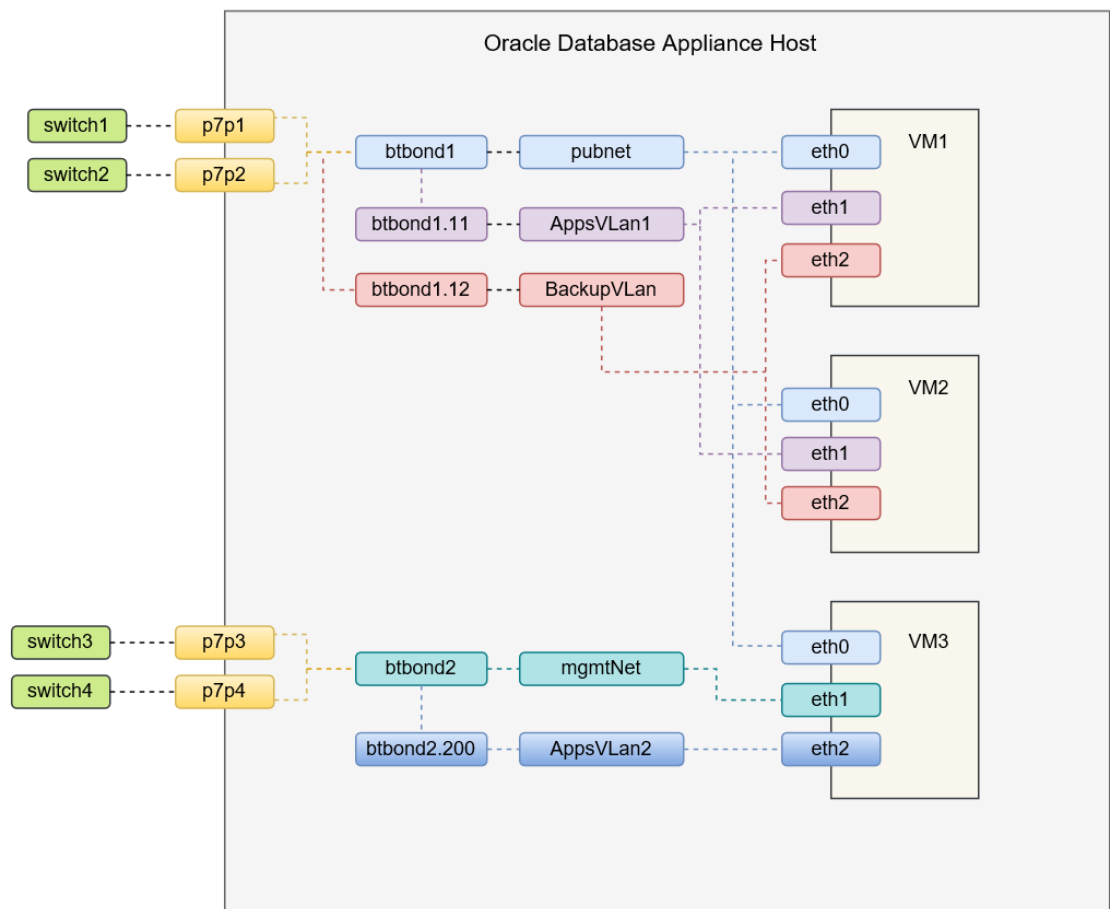 Oracle Database Appliance Host
switch1
p7p1
switch2
p7p2
btbond1
pubnet
btbond1.11
AppsVLan1
btbond1.12
BackupVLan
eth0
VM1
eth1
eth2
eth0
VM2
eth1
eth2
switch3
p7p3
switch4
p7p4
btbond2
mgmtNet
btbond2.200
AppsVLan2
eth0
VM3
eth1
eth2